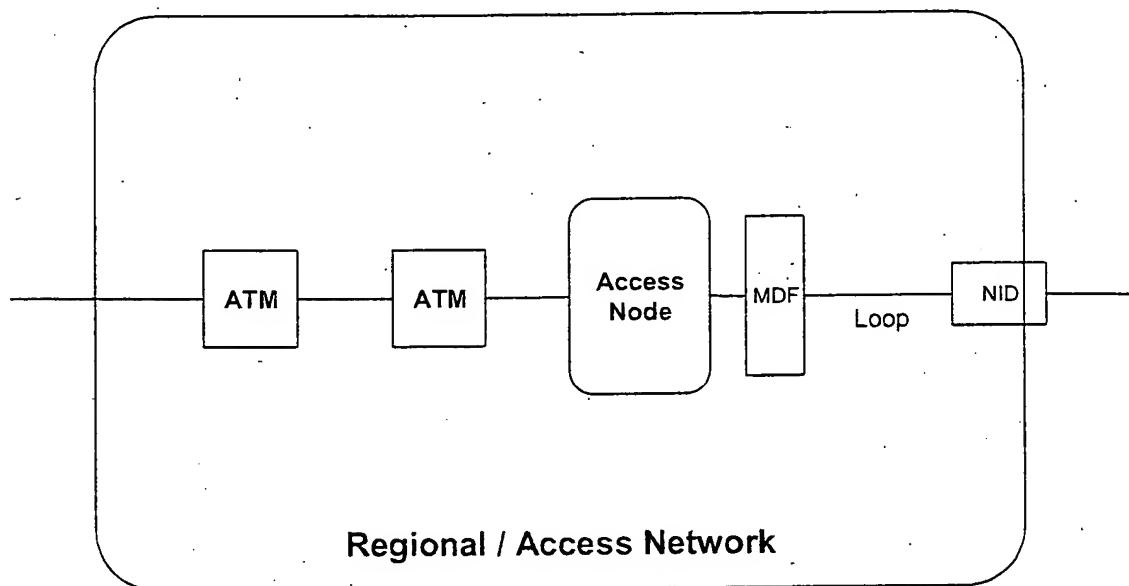 ATM
ATM
Access
Node
MDF
Loop
NID
Regional / Access Network